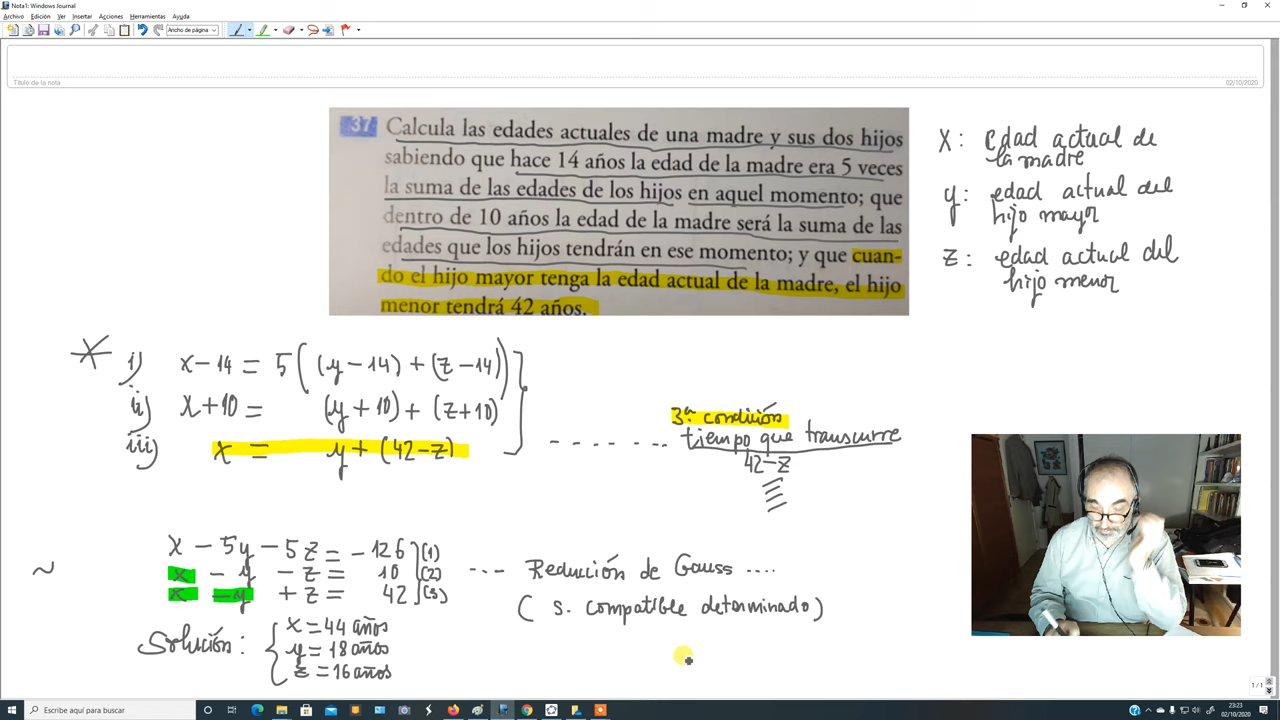 Nota1: Windows Journal
Archivo Edición Ver Insertar Acciones Herramientas Ayuda
Ancho de página
Título de la nota
02/10/2020
37 Calcula las edades actuales de una madre y sus dos hijos
sabiendo que hace 14 años la edad de la madre era 5 veces
la suma de las edades de los hijos en aquel momento; que
dentro de 10 años la edad de la madre será la suma de las
edades que los hijos tendrán en ese momento; y que cuan-
do el hijo mayor tenga la edad actual de la madre, el hijo
menor tendrá 42 años.
X: Edad actual de
la madre
y: edad actual del
hijo mayor
z: edad actual del
hijo menor
i) x-14 = 5((y-14)+(z-14))
ii) x+10 = (y+10)+(z+10)
iii) x = y+(42-z)
3ª condición
tiempo que transcurre
42-z
~ x - 5y - 5z = -126 (1)
x - y - z = 10 (2)
x - y + z = 42 (3)
... Reducción de Gauss ....
( s. compatible determinado)
Solución: x = 44 años
y = 18 años
z = 16 años
1/1
Escribe aquí para buscar
23:23
02/10/2020